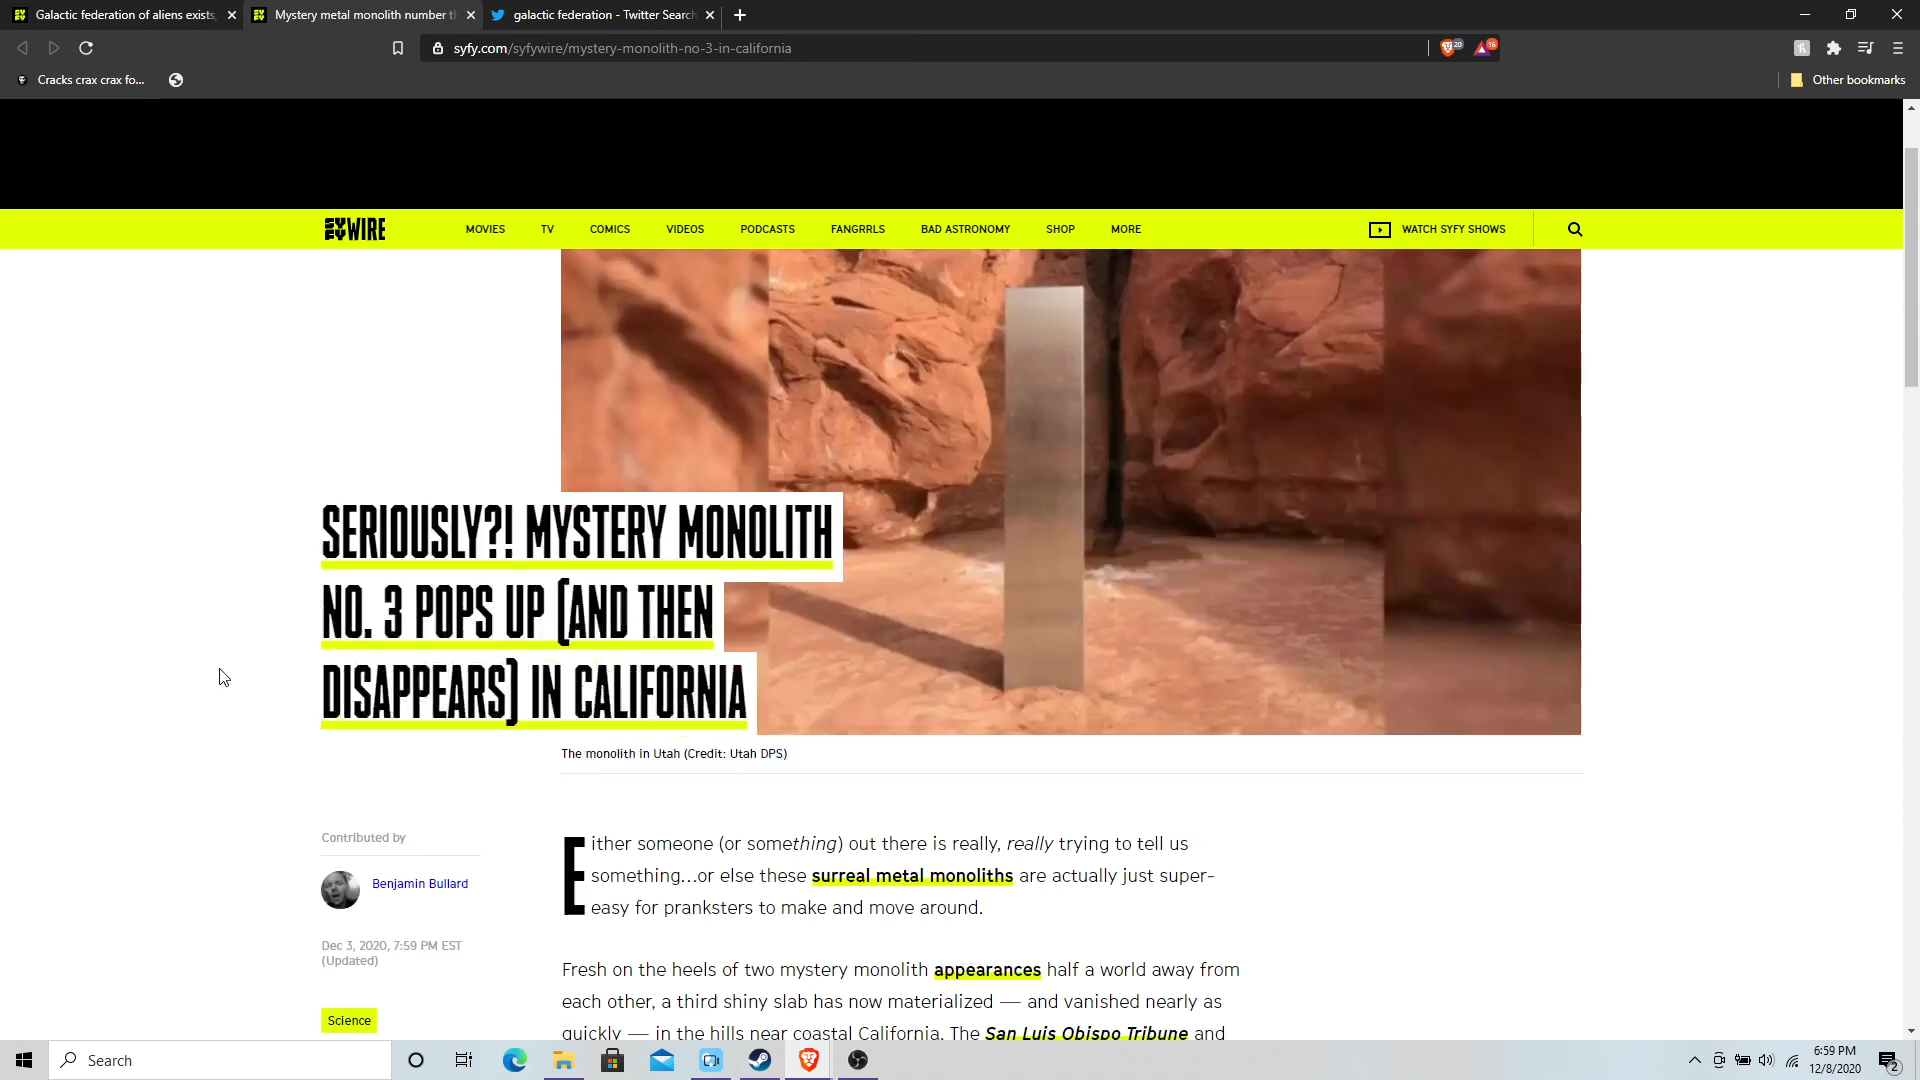 Galactic federation of aliens exists,
Mystery metal monolith number th
galactic federation - Twitter Search
syfy.com/syfywire/mystery-monolith-no-3-in-california
20
16
Cracks crax crax fo...
Other bookmarks
SYFY WIRE
MOVIES
TV
COMICS
VIDEOS
PODCASTS
FANGRRLS
BAD ASTRONOMY
SHOP
MORE
WATCH SYFY SHOWS
SERIOUSLY?! MYSTERY MONOLITH
NO. 3 POPS UP (AND THEN
DISAPPEARS) IN CALIFORNIA
The monolith in Utah (Credit: Utah DPS)
Contributed by
Benjamin Bullard
Dec 3, 2020, 7:59 PM EST
(Updated)
Science
Either someone (or something) out there is really, really trying to tell us
something...or else these surreal metal monoliths are actually just super-
easy for pranksters to make and move around.
Fresh on the heels of two mystery monolith appearances half a world away from
each other, a third shiny slab has now materialized — and vanished nearly as
quickly — in the hills near coastal California. The San Luis Obispo Tribune and
Search
6:59 PM
12/8/2020
2